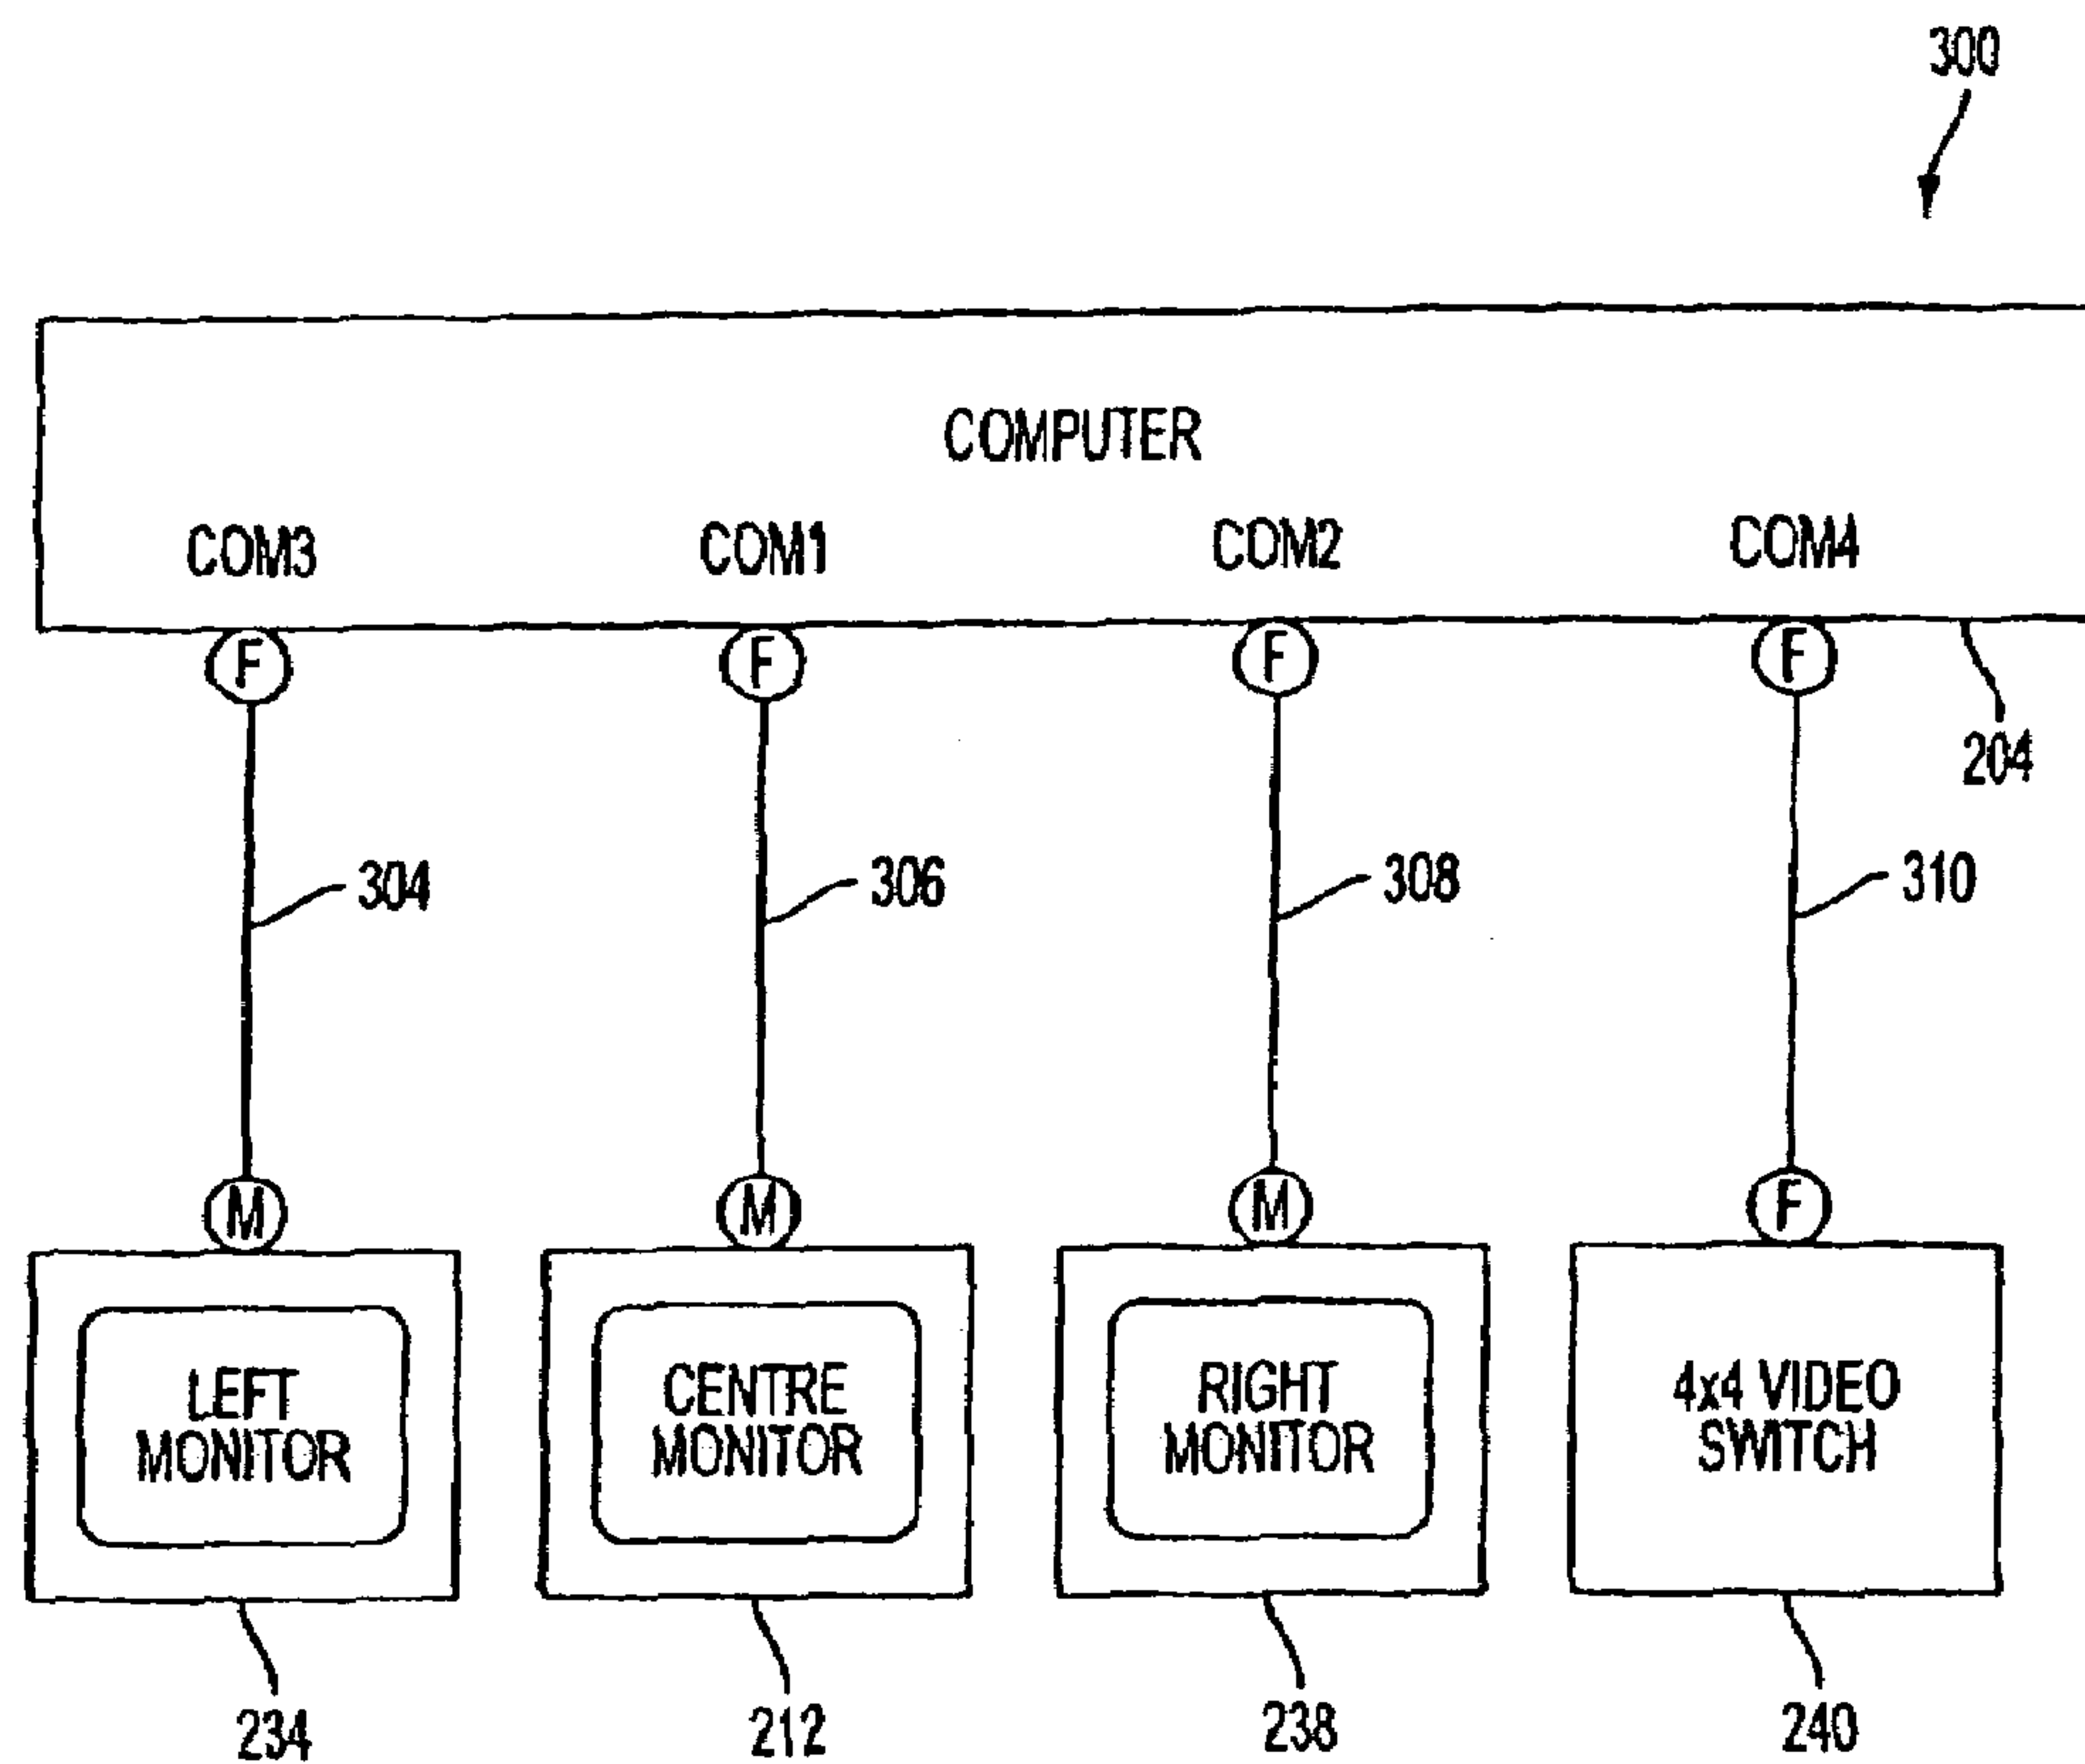 300
COMPUTER
COM3 COM1 COM2 COM4
F F F F
204
304 306 308 310
M M M F
LEFT
MONITOR
CENTRE
MONITOR
RIGHT
MONITOR
4x4 VIDEO
SWITCH
234 212 238 240